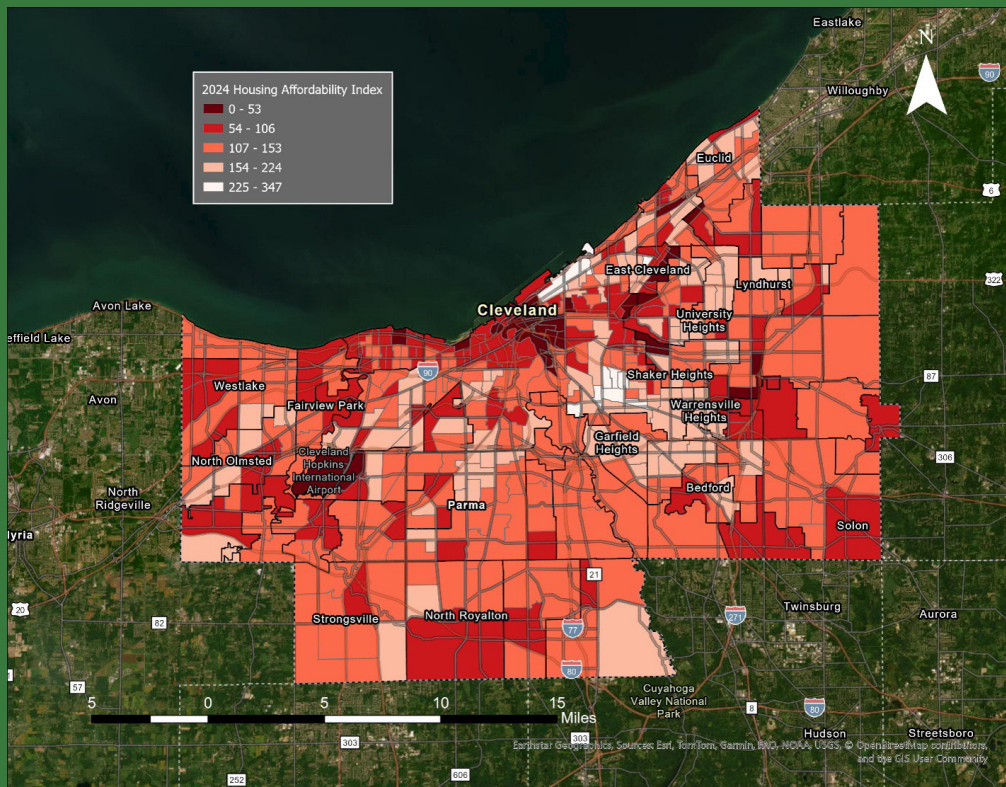 Eastlake
N
90
Willoughby
2024 Housing Affordability Index
0 - 53
54 - 106
107 - 153
154 - 224
225 - 347
Euclid
6
East Cleveland
322
Lyndhurst
Avon Lake
Cleveland
University
Heights
effield Lake
90
Shaker Heights
87
Westlake
Avon
Fairview Park
Warrensville
Heights
Garfield
Heights
North Olmsted
Cleveland
Hopkins
International
Airport
306
North
Ridgeville
Bedford
Parma
Solon
lyria
21
20
Twinsburg
Aurora
82
Strongsville
North Royalton
271
77
80
57
Cuyahoga
Valley National
Park
8
80
5
0
5
10
15
Miles
303
303
Hudson
Streetsboro
Earthstar Geographics, Sources: Esri, TomTom, Garmin, FAO, NOAA, USGS, © OpenStreetMap contributors,
and the GIS User Community
606
252